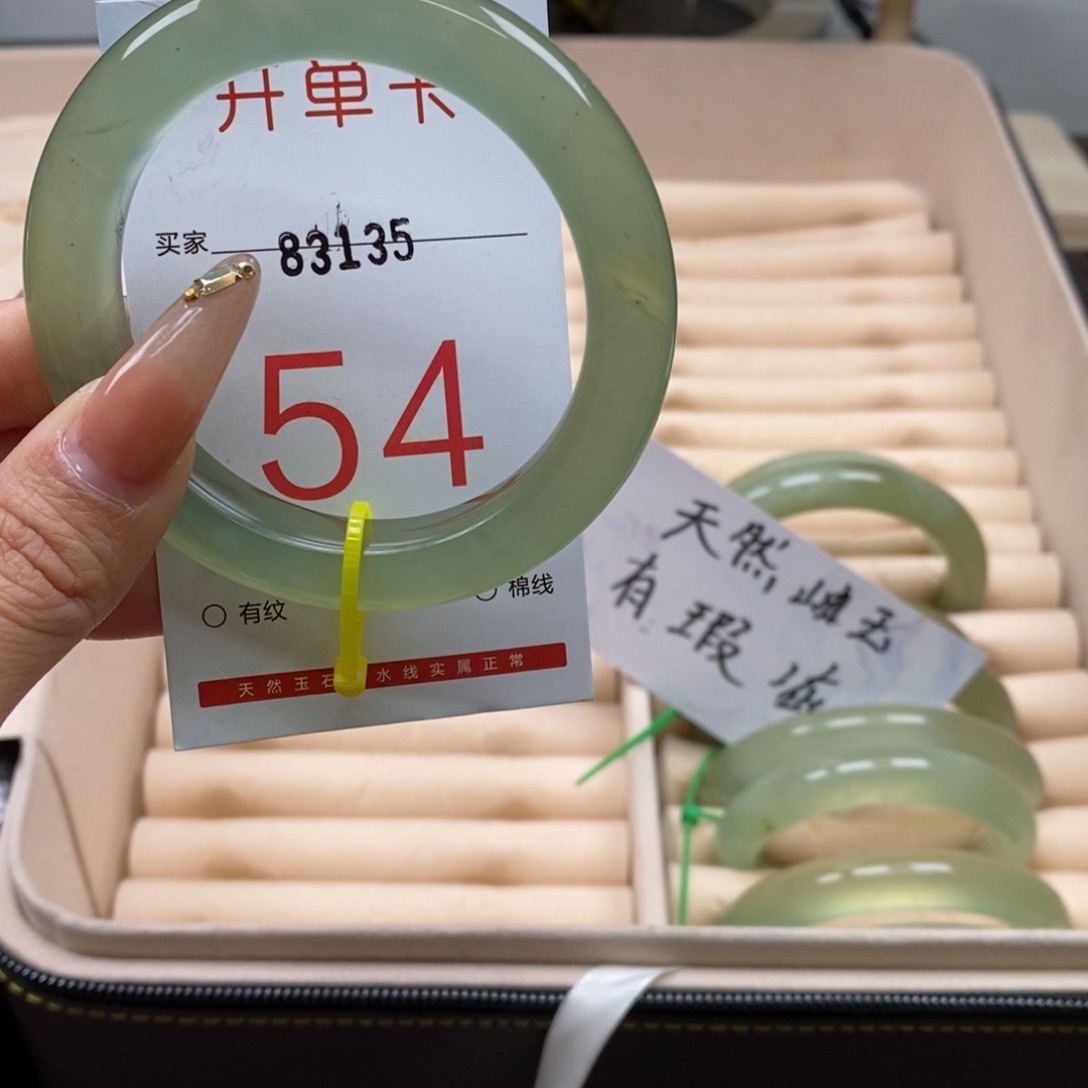 开单卡
买家 83135
54
有纹 棉线
天然玉石 水线实属正常
天然岫玉
有瑕疵